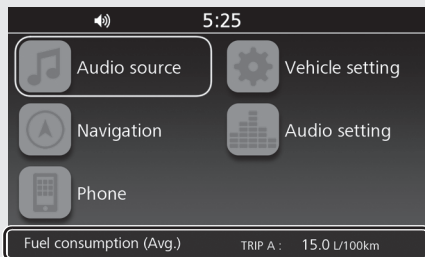 5:25
Audio source
Vehicle setting
Navigation
Audio setting
Phone
Fuel consumption (Avg.) TRIP A : 15.0 L/100km